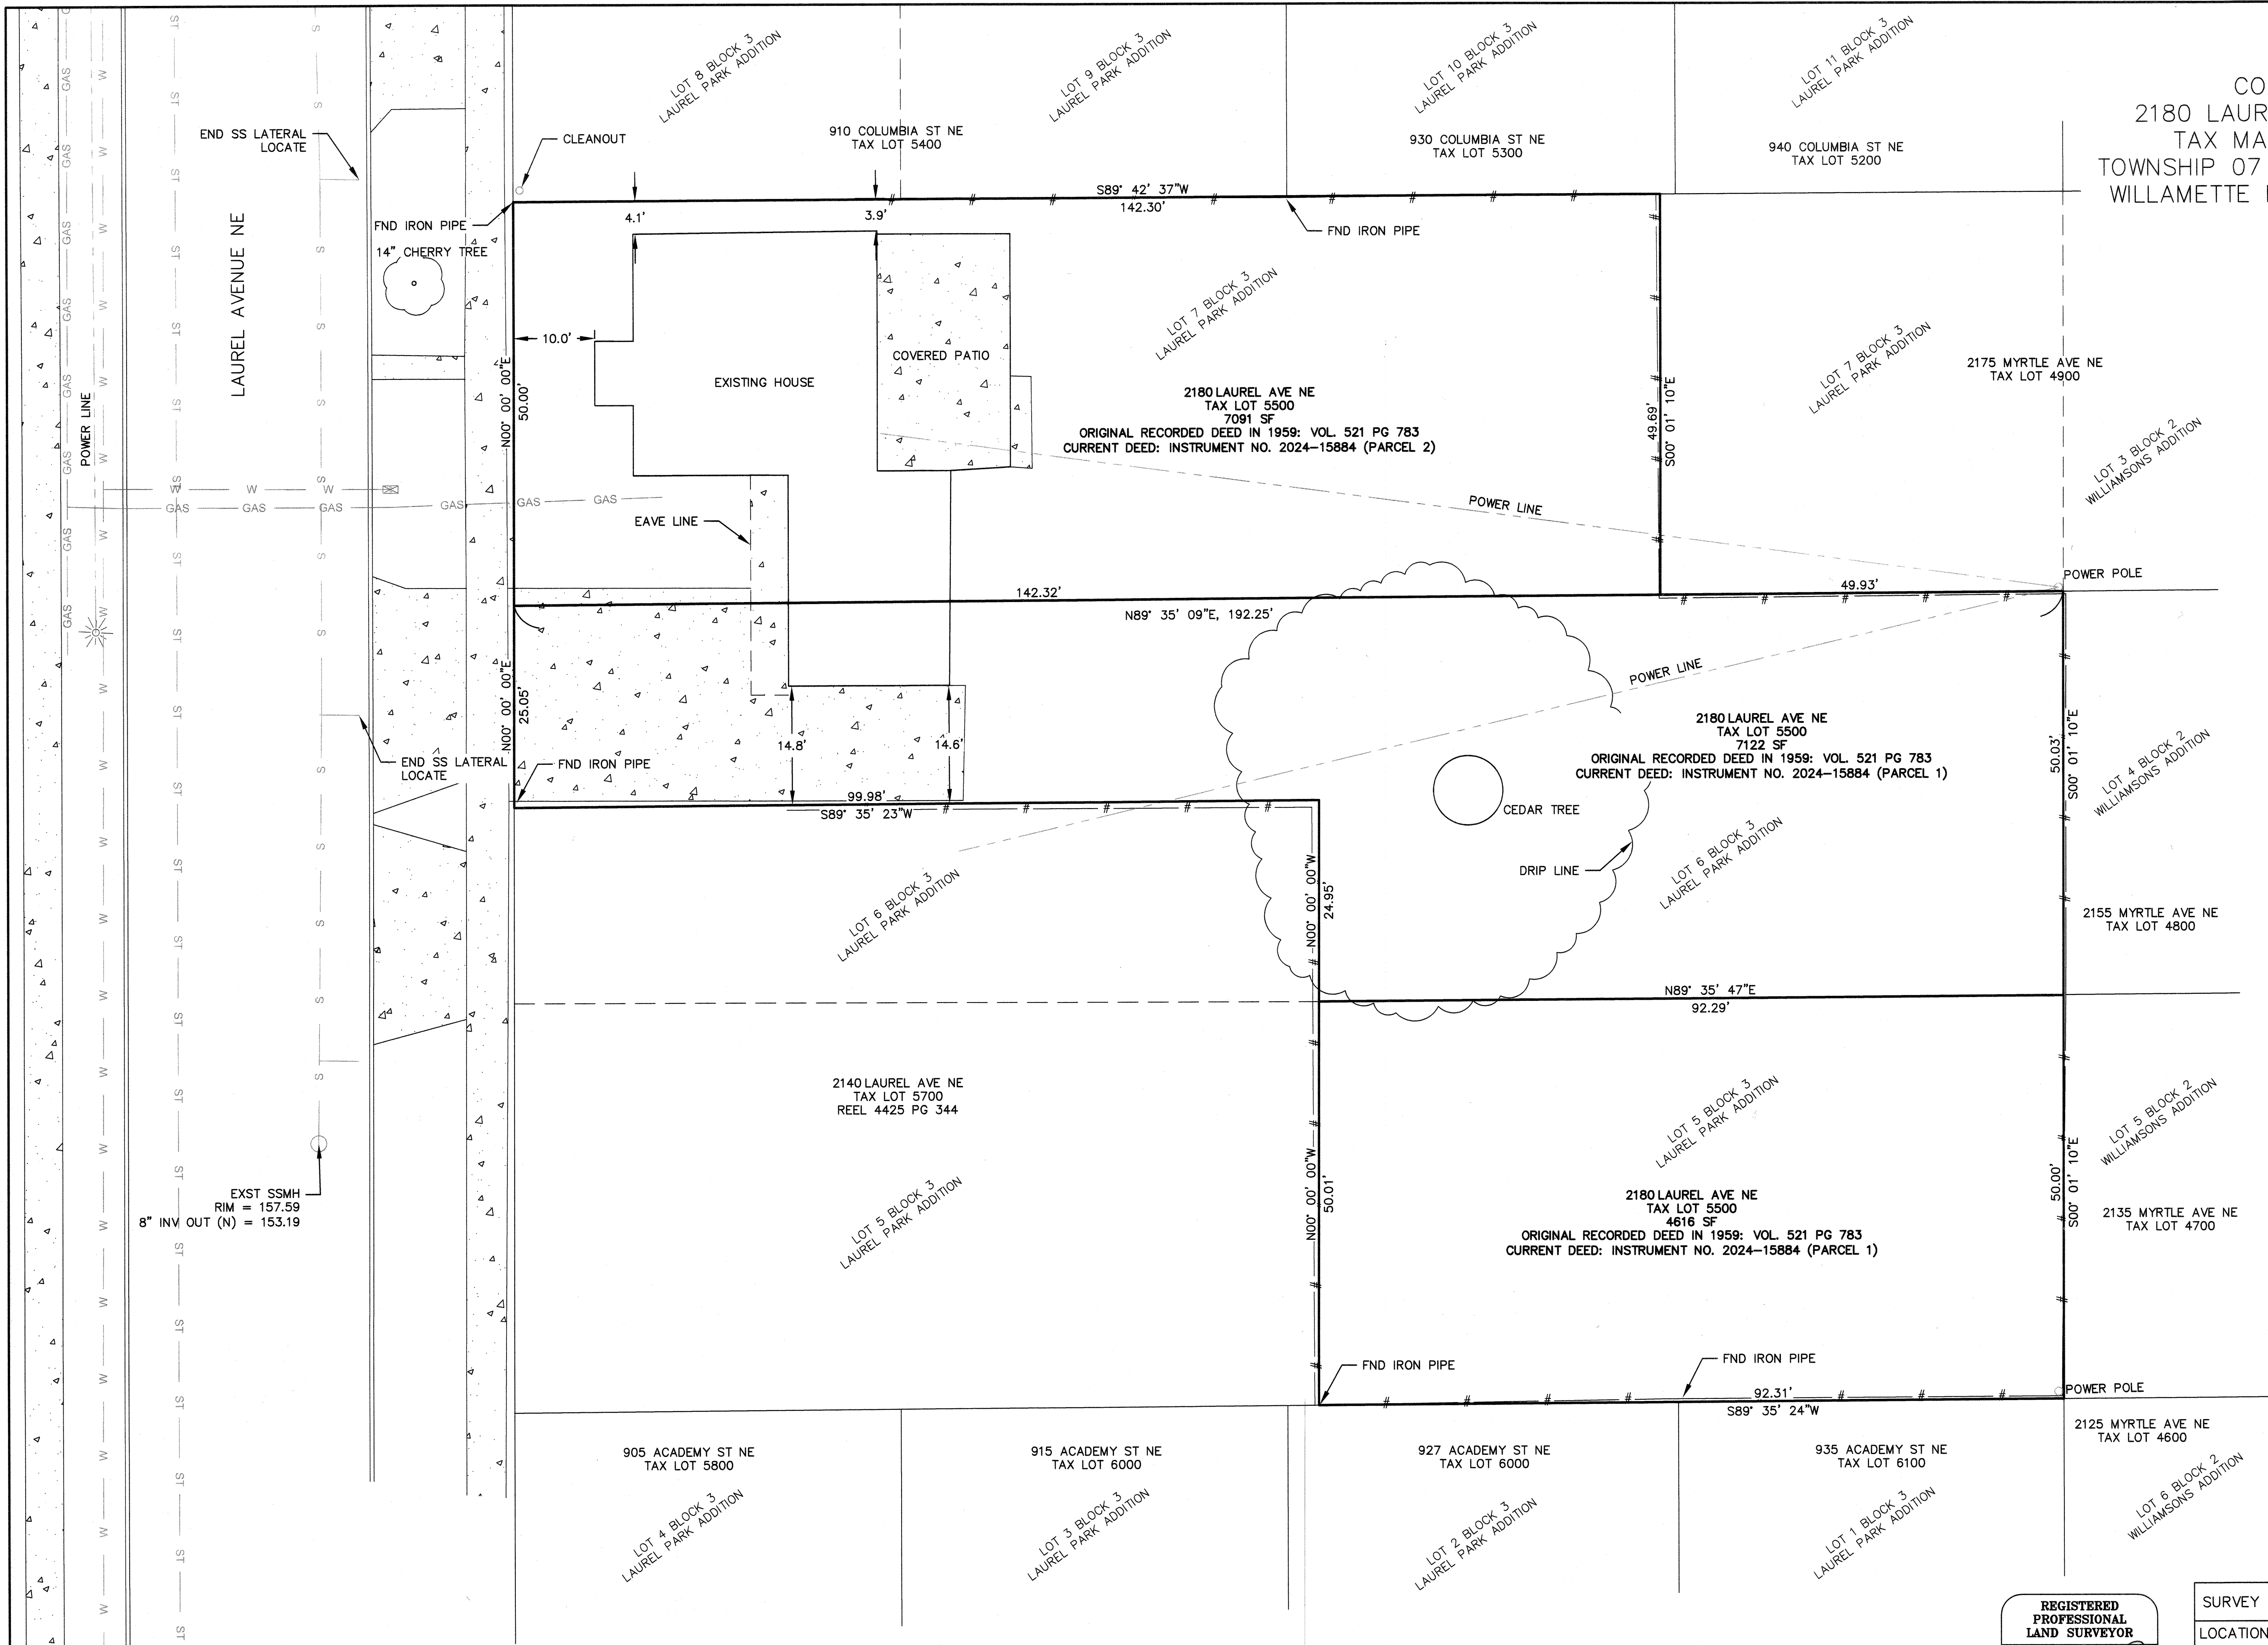 LOT 8 BLOCK 3
LAUREL PARK ADDITION
LOT 9 BLOCK 3
LAUREL PARK ADDITION
LOT 10 BLOCK 3
LAUREL PARK ADDITION
LOT 11 BLOCK 3
LAUREL PARK ADDITION
CO
2180 LAUR
TAX MA
TOWNSHIP 07
WILLAMETTE
END SS LATERAL
LOCATE
CLEANOUT
910 COLUMBIA ST NE
TAX LOT 5400
930 COLUMBIA ST NE
TAX LOT 5300
940 COLUMBIA ST NE
TAX LOT 5200
S89° 42' 37"W
142.30'
FND IRON PIPE
4.1'
3.9'
FND IRON PIPE
14" CHERRY TREE
LAUREL AVENUE NE
POWER LINE
10.0'
N00° 00' 00"E
50.00'
EXISTING HOUSE
COVERED PATIO
LOT 7 BLOCK 3
LAUREL PARK ADDITION
2180 LAUREL AVE NE
TAX LOT 5500
7091 SF
ORIGINAL RECORDED DEED IN 1959: VOL. 521 PG 783
CURRENT DEED: INSTRUMENT NO. 2024-15884 (PARCEL 2)
49.69'
S00° 01' 10"E
LOT 7 BLOCK 3
LAUREL PARK ADDITION
2175 MYRTLE AVE NE
TAX LOT 4900
LOT 3 BLOCK 2
WILLIAMSONS ADDITION
W W W
GAS GAS GAS GAS GAS GAS
EAVE LINE
POWER LINE
POWER POLE
142.32'
49.93'
N89° 35' 09"E, 192.25'
N00° 00' 00"E
25.05'
POWER LINE
14.8'
14.6'
END SS LATERAL
LOCATE
FND IRON PIPE
99.98'
S89° 35' 23"W
2180 LAUREL AVE NE
TAX LOT 5500
7122 SF
ORIGINAL RECORDED DEED IN 1959: VOL. 521 PG 783
CURRENT DEED: INSTRUMENT NO. 2024-15884 (PARCEL 1)
50.03'
S00° 01' 10"E
LOT 4 BLOCK 2
WILLIAMSONS ADDITION
CEDAR TREE
DRIP LINE
LOT 6 BLOCK 3
LAUREL PARK ADDITION
LOT 6 BLOCK 3
LAUREL PARK ADDITION
N00° 00' 00"W
24.95'
2155 MYRTLE AVE NE
TAX LOT 4800
N89° 35' 47"E
92.29'
2140 LAUREL AVE NE
TAX LOT 5700
REEL 4425 PG 344
LOT 5 BLOCK 3
LAUREL PARK ADDITION
LOT 5 BLOCK 3
LAUREL PARK ADDITION
LOT 5 BLOCK 2
WILLIAMSONS ADDITION
EXST SSMH
RIM = 157.59
8" INV OUT (N) = 153.19
N00° 00' 00"W
50.01'
2180 LAUREL AVE NE
TAX LOT 5500
4616 SF
ORIGINAL RECORDED DEED IN 1959: VOL. 521 PG 783
CURRENT DEED: INSTRUMENT NO. 2024-15884 (PARCEL 1)
50.00'
S00° 01' 10"E
2135 MYRTLE AVE NE
TAX LOT 4700
FND IRON PIPE
FND IRON PIPE
92.31'
S89° 35' 24"W
POWER POLE
2125 MYRTLE AVE NE
TAX LOT 4600
905 ACADEMY ST NE
TAX LOT 5800
915 ACADEMY ST NE
TAX LOT 6000
927 ACADEMY ST NE
TAX LOT 6000
935 ACADEMY ST NE
TAX LOT 6100
LOT 4 BLOCK 3
LAUREL PARK ADDITION
LOT 3 BLOCK 3
LAUREL PARK ADDITION
LOT 2 BLOCK 3
LAUREL PARK ADDITION
LOT 1 BLOCK 3
LAUREL PARK ADDITION
LOT 6 BLOCK 2
WILLIAMSONS ADDITION
REGISTERED
PROFESSIONAL
LAND SURVEYOR
SURVEY
LOCATION